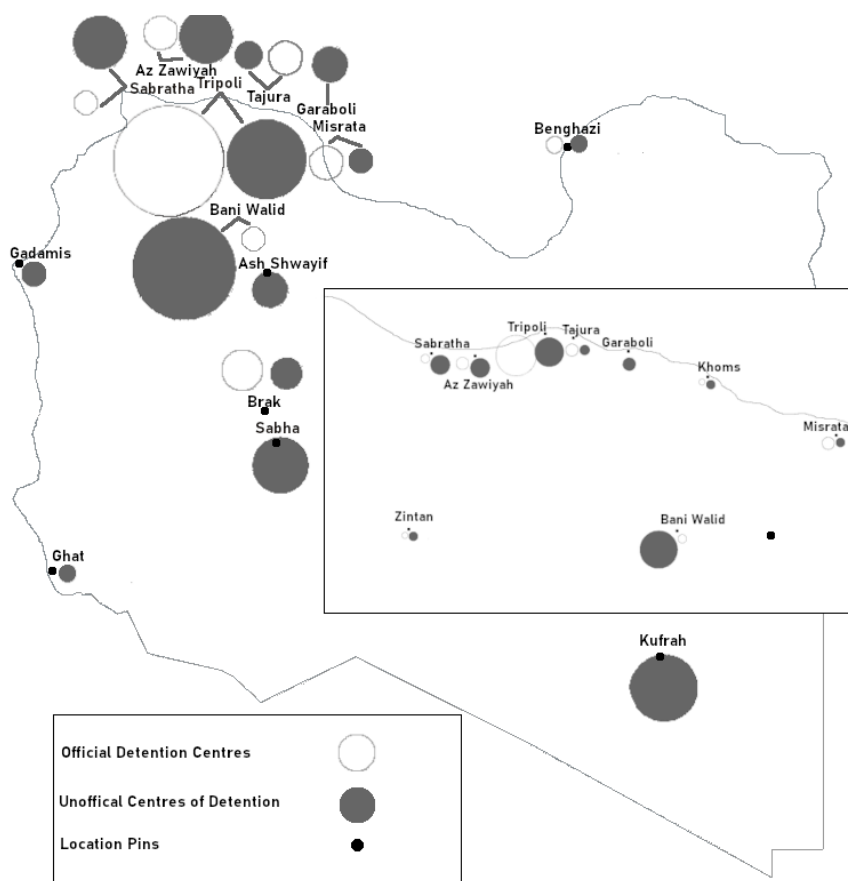 Az Zawiyah
Tripoli
Sabratha
Tajura
Garaboli
Misrata
Benghazi
Bani Walid
Gadamis
Ash Shwayif
Sabratha
Tripoli
Tajura
Garaboli
Az Zawiyah
Khoms
Misrata
Brak
Sabha
Zintan
Bani Walid
Ghat
Kufrah
Official Detention Centres
Unoffical Centres of Detention
Location Pins